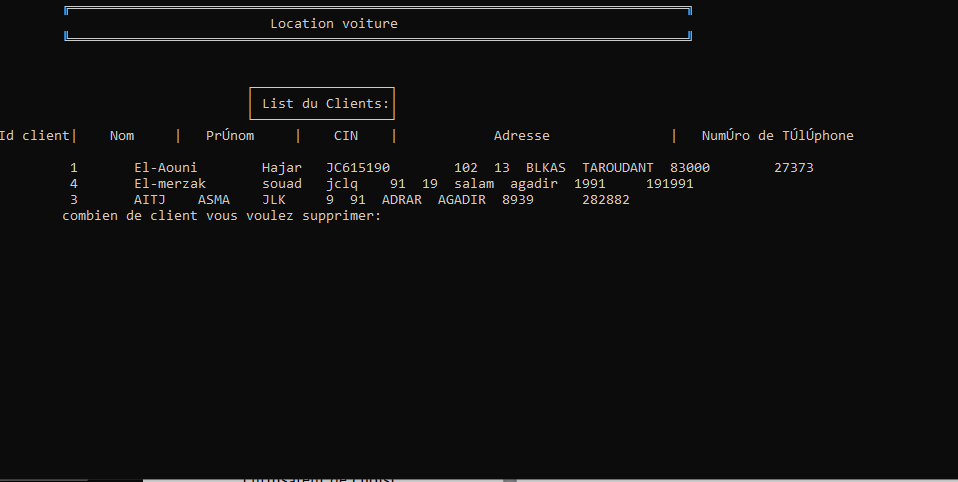 Location voiture
List du Clients:
Id client| Nom | PrÚnom | CIN | Adresse | NumÚro de TÚlÚphone
1 El-Aouni Hajar JC615190 102 13 BLKAS TAROUDANT 83000 27373
4 El-merzak souad jclq 91 19 salam agadir 1991 191991
3 AITJ ASMA JLK 9 91 ADRAR AGADIR 8939 282882
combien de client vous voulez supprimer: